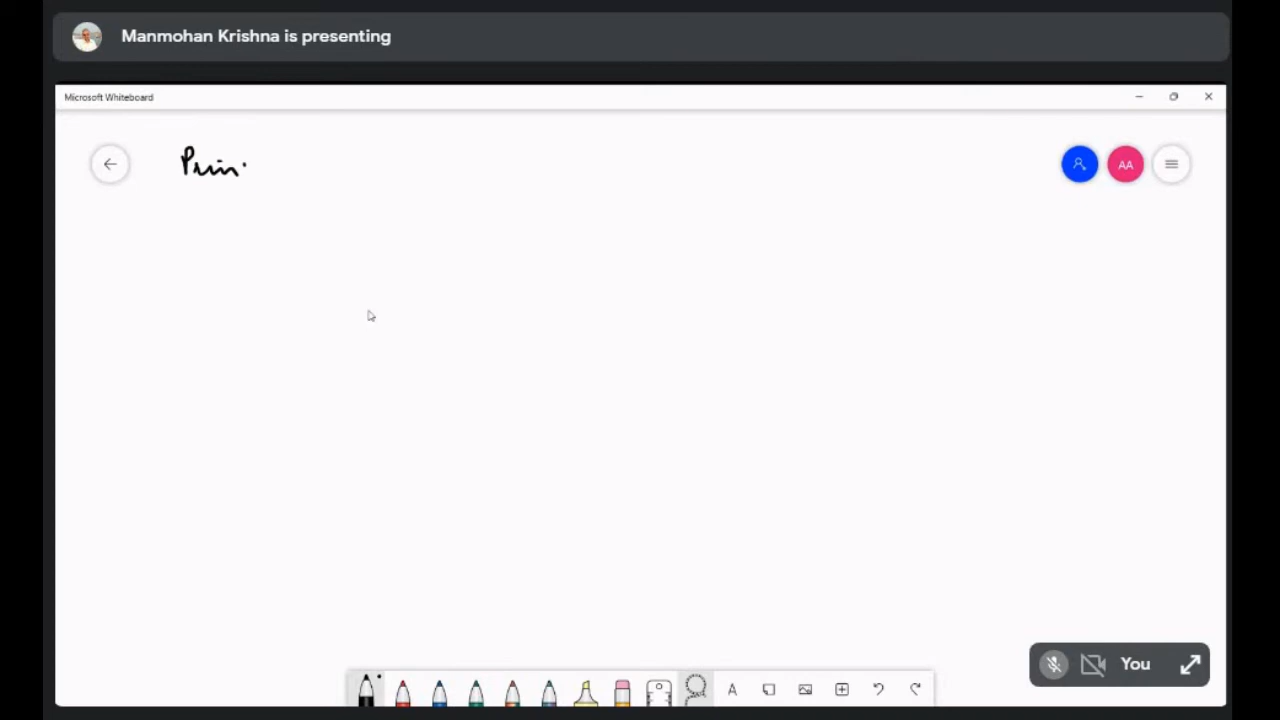 Manmohan Krishna is presenting
Microsoft Whiteboard
Prin
AA
A
You